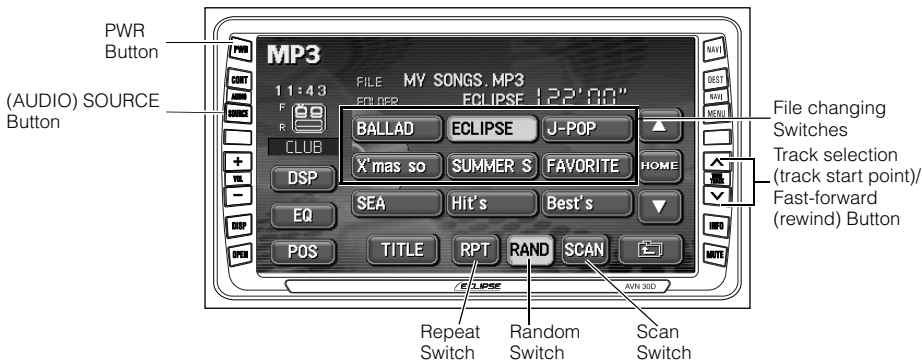 PWR
Button
(AUDIO) SOURCE
Button
PWR
CONT
AUDIO
SOURCE
+
VOL
−
DISP
OPEN
MP3
11:43
F
R
CLUB
DSP
EQ
POS
FILE MY SONGS.MP3
FOLDER ECLIPSE 122'00"
BALLAD ECLIPSE J-POP
X'mas so SUMMER S FAVORITE
HOME
SEA Hit's Best's
TITLE RPT RAND SCAN
ECLIPSE
AVN 30D
NAVI
DEST
NAVI
MENU
TRACK
INFO
MUTE
File changing
Switches
Track selection
(track start point)/
Fast-forward
(rewind) Button
Repeat
Switch
Random
Switch
Scan
Switch